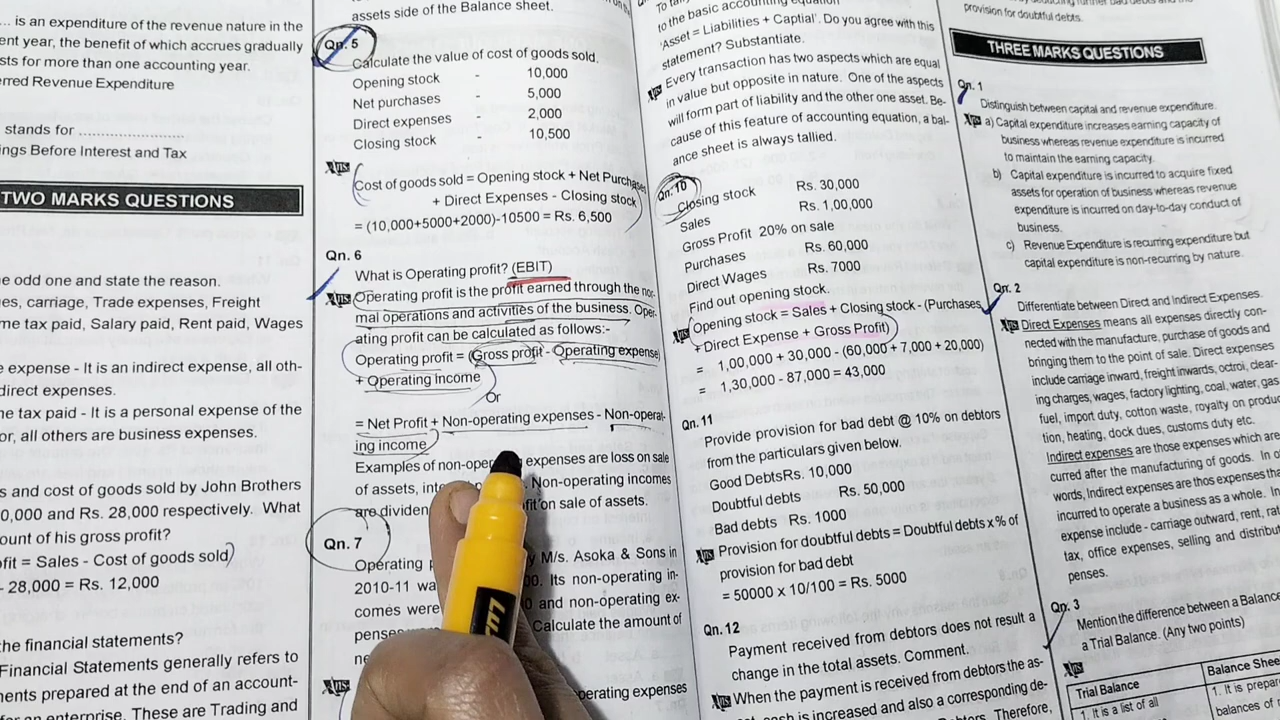 ... is an expenditure of the revenue nature in the
ent year, the benefit of which accrues gradually
sts for more than one accounting year.
rred Revenue Expenditure
stands for ..........................
ings Before Interest and Tax
TWO MARKS QUESTIONS
e odd one and state the reason.
es, carriage, Trade expenses, Freight
me tax paid, Salary paid, Rent paid, Wages
e expense - It is an indirect expense, all oth-
direct expenses.
me tax paid - It is a personal expense of the
or, all others are business expenses.
s and cost of goods sold by John Brothers
0,000 and Rs. 28,000 respectively. What
ount of his gross profit?
ofit = Sales - Cost of goods sold
- 28,000 = Rs. 12,000
the financial statements?
Financial Statements generally refers to
ments prepared at the end of an account-
an enterprise. These are Trading and
assets side of the Balance sheet.
Qn. 5
Calculate the value of cost of goods sold.
Opening stock - 10,000
Net purchases - 5,000
Direct expenses - 2,000
Closing stock - 10,500
Ans
Cost of goods sold = Opening stock + Net Purchases
+ Direct Expenses - Closing stock
= (10,000+5000+2000)-10500 = Rs. 6,500
Qn. 6
What is Operating profit? (EBIT)
Ans Operating profit is the profit earned through the nor-
mal operations and activities of the business. Oper-
ating profit can be calculated as follows:-
Operating profit = (Gross profit - Operating expense)
+ Operating Income
Or
= Net Profit + Non-operating expenses - Non-operat-
ing income
Examples of non-oper expenses are loss on sale
of assets, inte Non-operating incomes
are dividen fit on sale of assets.
Qn. 7
Operating p y M/s. Asoka & Sons in
2010-11 wa 00. Its non-operating in-
comes were 0 and non-operating ex-
pense Calculate the amount of
ne
Ans perating expenses
to the basic accounting equation
'Asset = Liabilities + Captial'. Do you agree with this
statement? Substantiate.
Ans Every transaction has two aspects which are equal
in value but opposite in nature. One of the aspects
will form part of liability and the other one asset. Be-
cause of this feature of accounting equation, a bal-
ance sheet is always tallied.
Qn. 10
Closing stock Rs. 30,000
Sales Rs. 1,00,000
Gross Profit 20% on sale
Purchases Rs. 60,000
Direct Wages Rs. 7000
Find out opening stock.
Ans Opening stock = Sales + Closing stock - (Purchases
+Direct Expense + Gross Profit)
= 1,00,000 + 30,000 - (60,000 + 7,000 + 20,000)
= 1,30,000 - 87,000 = 43,000
Qn. 11
Provide provision for bad debt @ 10% on debtors
from the particulars given below.
Good DebtsRs. 10,000
Doubtful debts Rs. 50,000
Bad debts Rs. 1000
Ans Provision for doubtful debts = Doubtful debts x % of
provision for bad debt
= 50000 x 10/100 = Rs. 5000
Qn. 12
Payment received from debtors does not result a
change in the total assets. Comment.
Ans When the payment is received from debtors the as-
cash is increased and also a corresponding de-
Therefore,
provision for doubtful debts.
THREE MARKS QUESTIONS
Qn. 1
Distinguish between capital and revenue expenditure.
Ans a) Capital expenditure increases earning capacity of
business whereas revenue expenditure is incurred
to maintain the earning capacity.
b) Capital expenditure is incurred to acquire fixed
assets for operation of business whereas revenue
expenditure is incurred on day-to-day conduct of
business.
c) Revenue Expenditure is recurring expenditure but
capital expenditure is non-recurring by nature.
Qn. 2
Differentiate between Direct and Indirect Expenses.
Ans Direct Expenses means all expenses directly con-
nected with the manufacture, purchase of goods and
bringing them to the point of sale. Direct expenses
include carriage inward, freight inwards, octroi, clear-
ing charges, wages, factory lighting, coal, water, gas
fuel, import duty, cotton waste, royalty on produc
tion, heating, dock dues, customs duty etc.
Indirect expenses are those expenses which are
curred after the manufacturing of goods. In o
words, Indirect expenses are thos expenses th
incurred to operate a business as a whole. In
expense include - carriage outward, rent, rat
tax, office expenses, selling and distribu
penses.
Qn. 3
Mention the difference between a Balance
a Trial Balance. (Any two points)
Ans
Trial Balance Balance Shee
1. It is a list of all 1. It is prepar
balances of